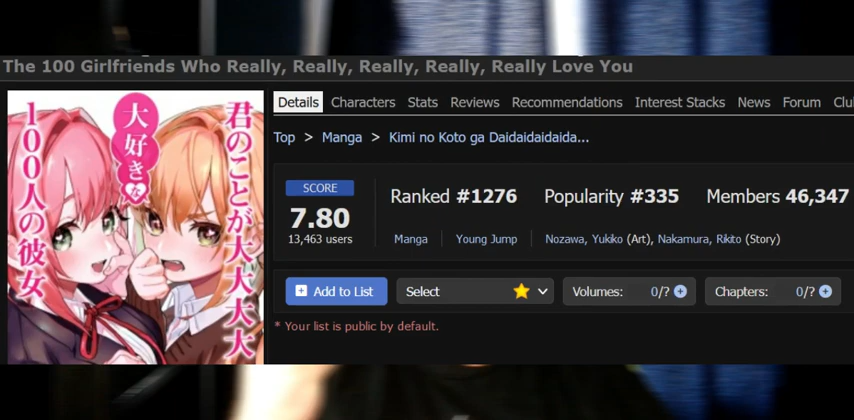 The 100 Girlfriends Who Really, Really, Really, Really, Really Love You
君のことが大大大大
大好きな
100人の彼女
Details Characters Stats Reviews Recommendations Interest Stacks News Forum
Top > Manga > Kimi no Koto ga Daidaidaidaida...
SCORE
7.80
13,463 users
Ranked #1276 Popularity #335 Members 46,347
Manga Young Jump Nozawa, Yukiko (Art), Nakamura, Rikito (Story)
Add to List Select Volumes: 0/? Chapters: 0/?
* Your list is public by default.